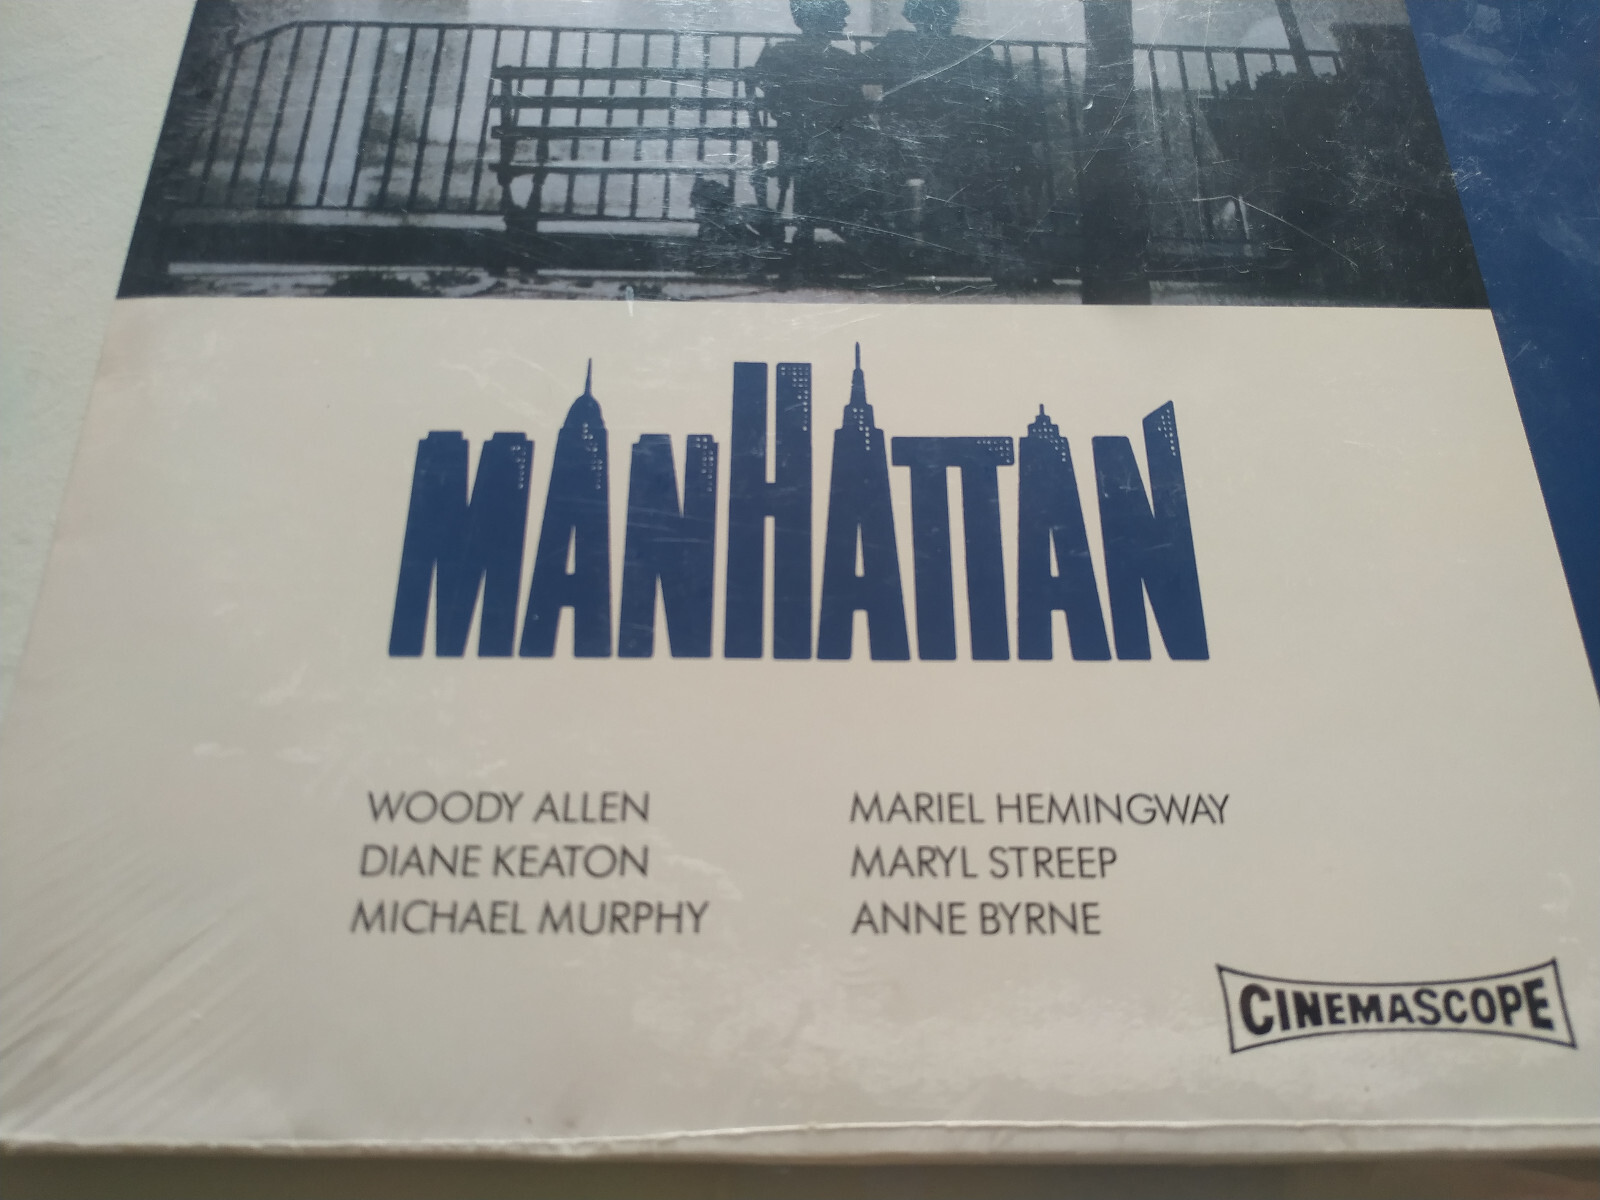 MANHATTAN
WOODY ALLEN
DIANE KEATON
MICHAEL MURPHY
MARIEL HEMINGWAY
MARYL STREEP
ANNE BYRNE
CINEMASCOPE